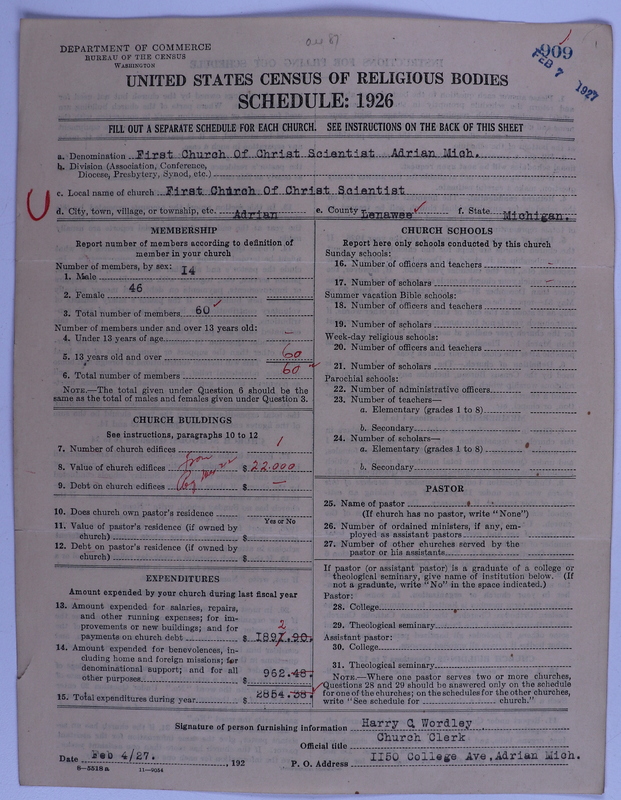 909
FEB 7 1927
DEPARTMENT OF COMMERCE
BUREAU OF THE CENSUS
WASHINGTON
UNITED STATES CENSUS OF RELIGIOUS BODIES
SCHEDULE: 1926
FILL OUT A SEPARATE SCHEDULE FOR EACH CHURCH. SEE INSTRUCTIONS ON THE BACK OF THIS SHEET
a. Denomination First Church Of Christ Scientist Adrian Mich.
b. Division (Association, Conference,
Diocese, Presbytery, Synod, etc.)
c. Local name of church First Church Of Christ Scientist
d. City, town, village, or township, etc. Adrian e. County Lenawee ✓ f. State Michigan.
MEMBERSHIP
Report number of members according to definition of
member in your church
Number of members, by sex:
1. Male 14
2. Female 46
3. Total number of members 60 ✓
Number of members under and over 13 years old:
4. Under 13 years of age —
5. 13 years old and over 60
6. Total number of members 60 ✓
NOTE.—The total given under Question 6 should be the
same as the total of males and females given under Question 3.
CHURCH BUILDINGS
See instructions, paragraphs 10 to 12
7. Number of church edifices 1
8. Value of church edifices $ 22.000
9. Debt on church edifices $ —
10. Does church own pastor's residence
Yes or No
11. Value of pastor's residence (if owned by
church) $
12. Debt on pastor's residence (if owned by
church) $
EXPENDITURES
Amount expended by your church during last fiscal year
13. Amount expended for salaries, repairs,
and other running expenses; for im-
provements or new buildings; and for
payments on church debt $ 1891.90.
2
14. Amount expended for benevolences, in-
cluding home and foreign missions; for
denominational support; and for all
other purposes $ 962.48.
15. Total expenditures during year $ 2854.38. ✓
CHURCH SCHOOLS
Report here only schools conducted by this church
Sunday schools:
16. Number of officers and teachers –
17. Number of scholars –
Summer vacation Bible schools:
18. Number of officers and teachers
19. Number of scholars
Week-day religious schools:
20. Number of officers and teachers
21. Number of scholars
Parochial schools:
22. Number of administrative officers
23. Number of teachers—
a. Elementary (grades 1 to 8)
b. Secondary
24. Number of scholars—
a. Elementary (grades 1 to 8)
b. Secondary
PASTOR
25. Name of pastor
(If church has no pastor, write "None")
26. Number of ordained ministers, if any, em-
ployed as assistant pastors
27. Number of other churches served by the
pastor or his assistants
If pastor (or assistant pastor) is a graduate of a college or
theological seminary, give name of institution below. (If
not a graduate, write "No" in the space indicated.)
Pastor:
28. College
29. Theological seminary
Assistant pastor:
30. College
31. Theological seminary
NOTE.—Where one pastor serves two or more churches,
Questions 28 and 29 should be answered only on the schedule
for one of the churches; on the schedules for the other churches,
write "See schedule for church."
Signature of person furnishing information Harry C Wordley
Official title Church Clerk
Date Feb 4/27. , 192 P. O. Address 1150 College Ave, Adrian Mich.
8—5518 a 11—9054